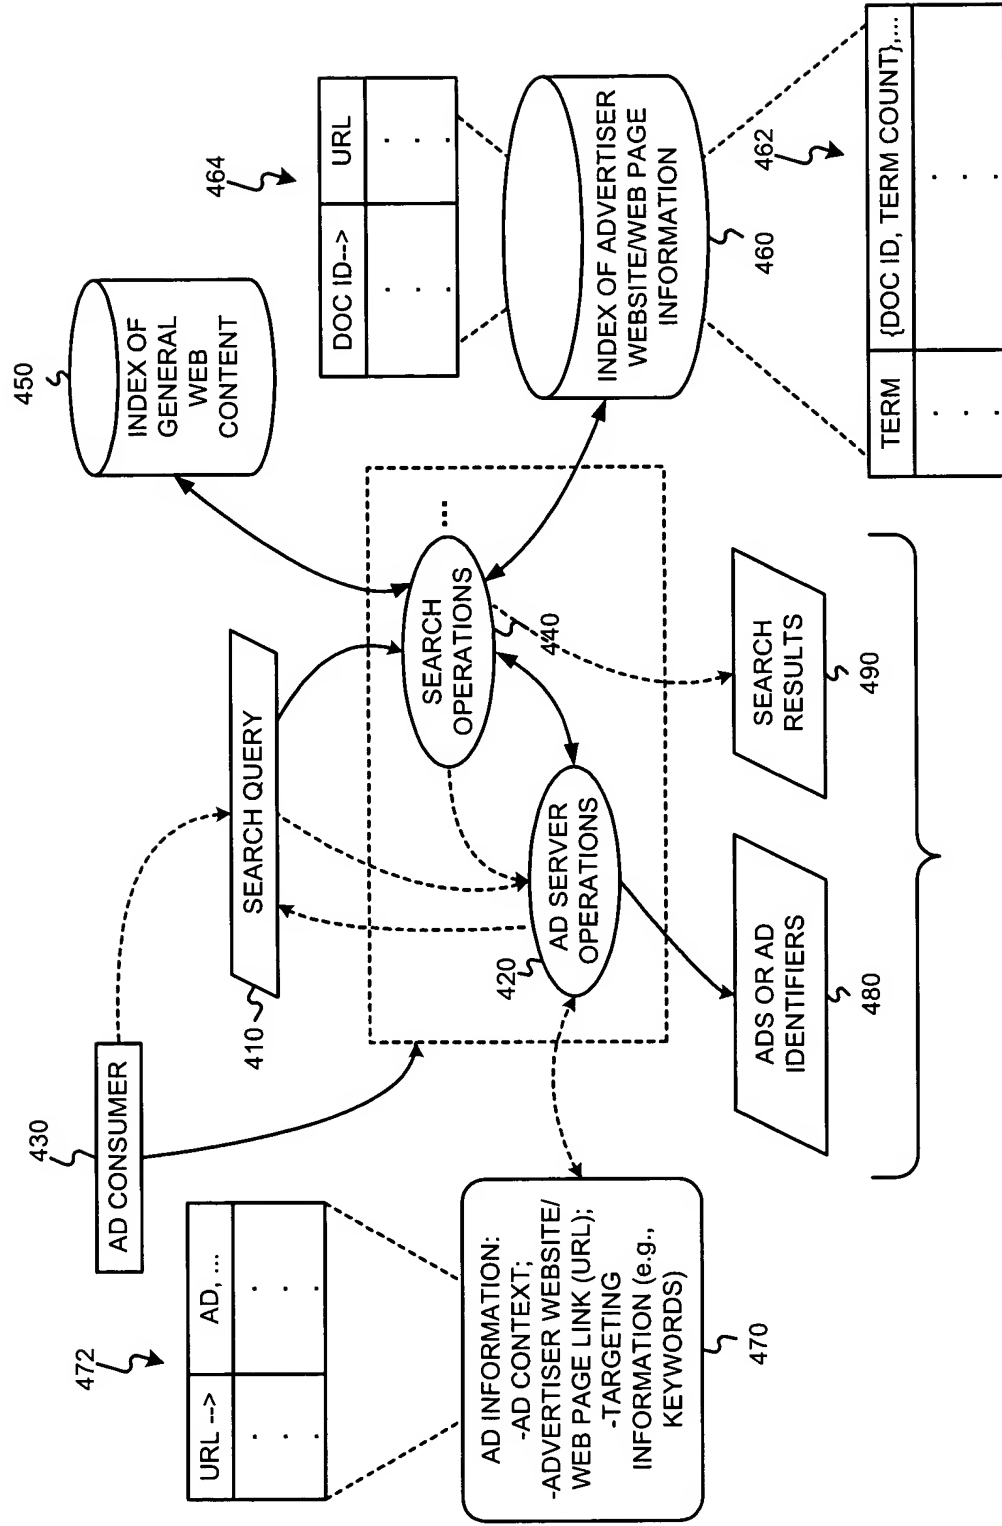 430
AD CONSUMER
410
SEARCH QUERY
450
INDEX OF
GENERAL
WEB
CONTENT
472
URL -->
AD, ...
. . .
. . .
464
DOC ID-->
URL
. . .
. . .
420
AD SERVER
OPERATIONS
SEARCH
OPERATIONS
440
...
INDEX OF ADVERTISER
WEBSITE/WEB PAGE
INFORMATION
460
AD INFORMATION:
-AD CONTEXT;
-ADVERTISER WEBSITE/
WEB PAGE LINK (URL);
-TARGETING
INFORMATION (e.g.,
KEYWORDS)
470
ADS OR AD
IDENTIFIERS
480
SEARCH
RESULTS
490
462
TERM
{DOC ID, TERM COUNT},...
. . .
. . .